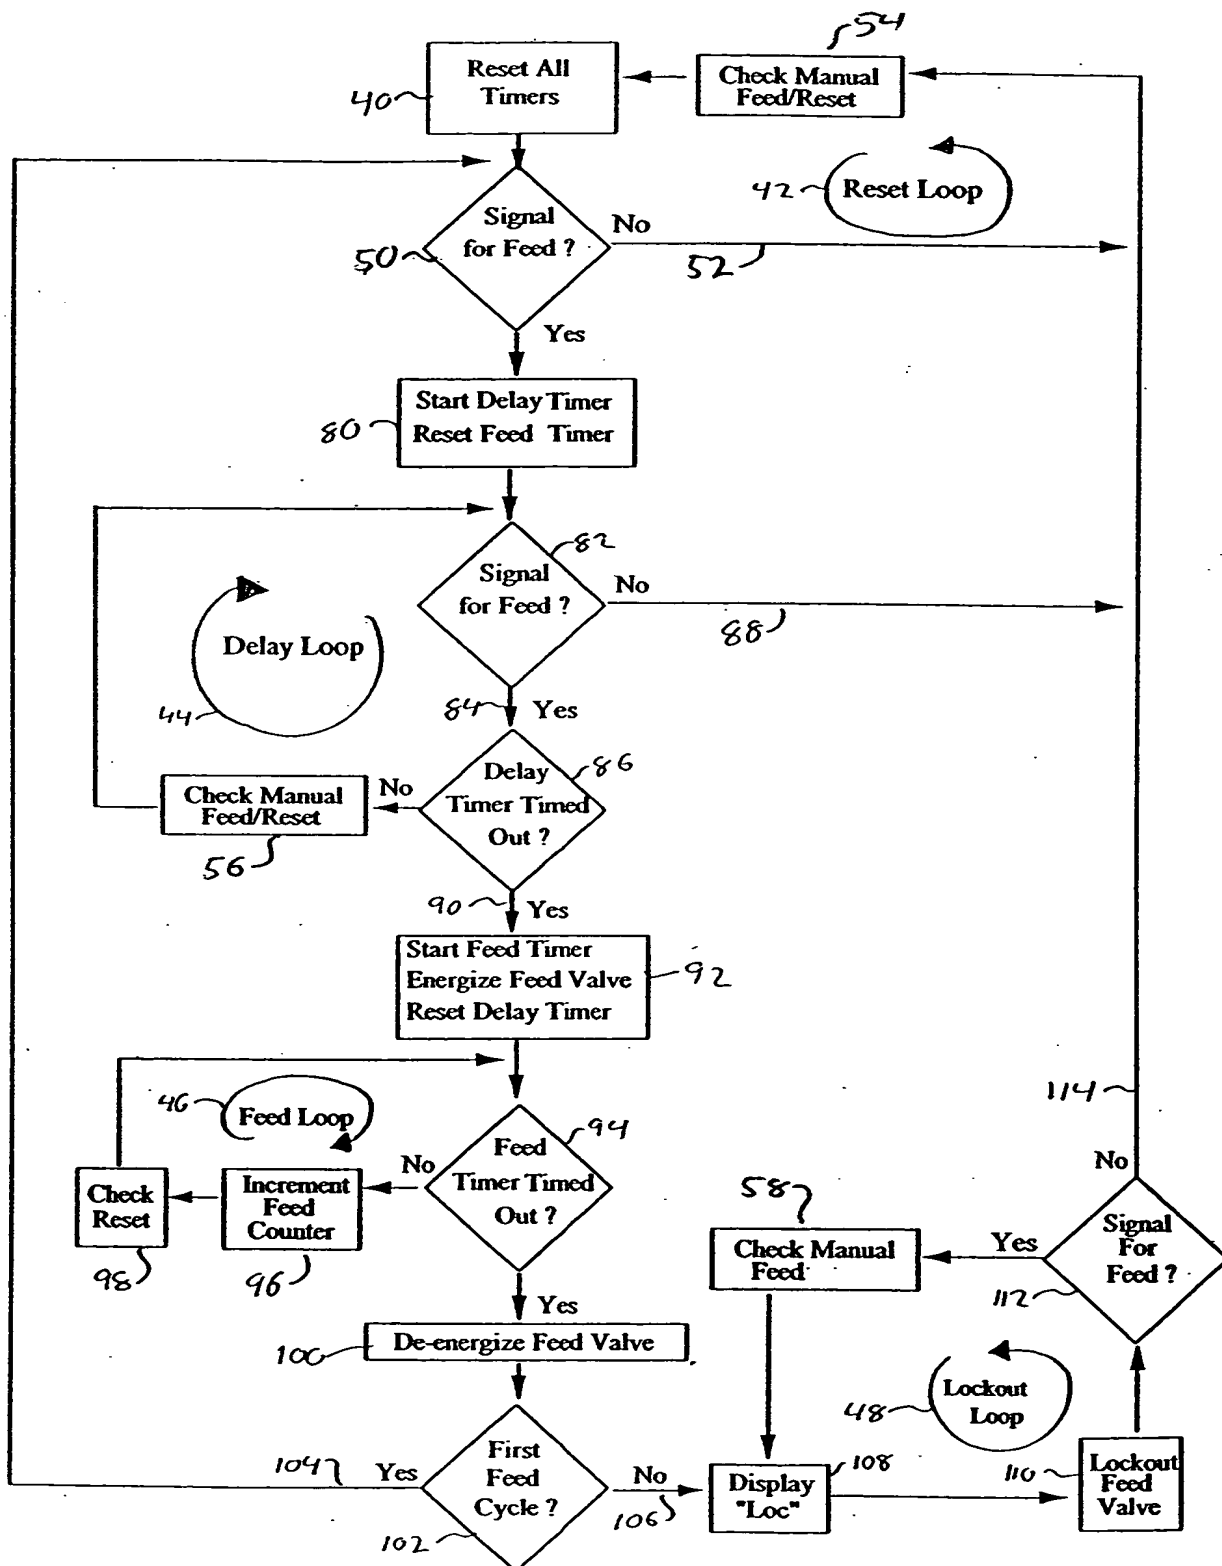 54
Reset All
Timers
40
Check Manual
Feed/Reset
42
Reset Loop
Signal
for Feed ?
50
No
52
Yes
Start Delay Timer
Reset Feed Timer
80
82
Signal
for Feed ?
No
88
Delay Loop
44
84
Yes
86
Delay
Timer Timed
Out ?
No
Check Manual
Feed/Reset
56
90
Yes
Start Feed Timer
Energize Feed Valve
Reset Delay Timer
92
46
Feed Loop
94
Feed
Timer Timed
Out ?
No
Increment
Feed
Counter
96
Check
Reset
98
114
No
Signal
For
Feed ?
112
Yes
58
Check Manual
Feed
Yes
De-energize Feed Valve
100
48
Lockout
Loop
First
Feed
Cycle ?
102
104
Yes
No
106
Display
"Loc"
108
110
Lockout
Feed
Valve